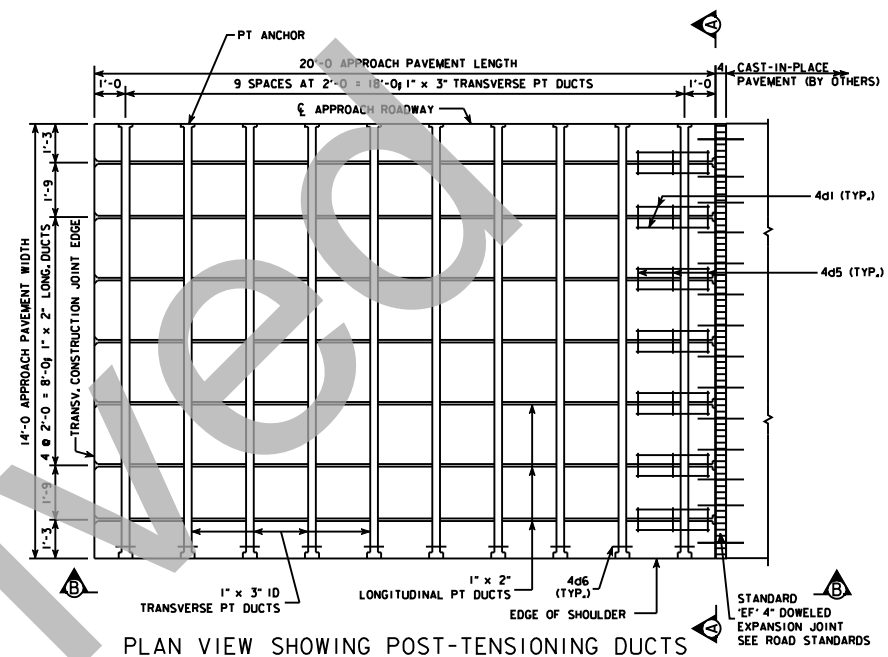 A
PT ANCHOR
20'-0 APPROACH PAVEMENT LENGTH
4
CAST-IN-PLACE
PAVEMENT (BY OTHERS)
1'-0
9 SPACES AT 2'-0 = 18'-0; 1" x 3" TRANSVERSE PT DUCTS
1'-0
℄ APPROACH ROADWAY
14'-0 APPROACH PAVEMENT WIDTH
1'-3
1'-9
4 @ 2'-0 = 8'-0; 1" x 2" LONG. DUCTS
1'-9
1'-3
TRANSV. CONSTRUCTION JOINT EDGE
4d1 (TYP.)
4d5 (TYP.)
B
1" x 3" ID
TRANSVERSE PT DUCTS
1" x 2"
LONGITUDINAL PT DUCTS
4d6
(TYP.)
EDGE OF SHOULDER
A
STANDARD
'EF' 4" DOWELED
EXPANSION JOINT
SEE ROAD STANDARDS
B
PLAN VIEW SHOWING POST-TENSIONING DUCTS
ved